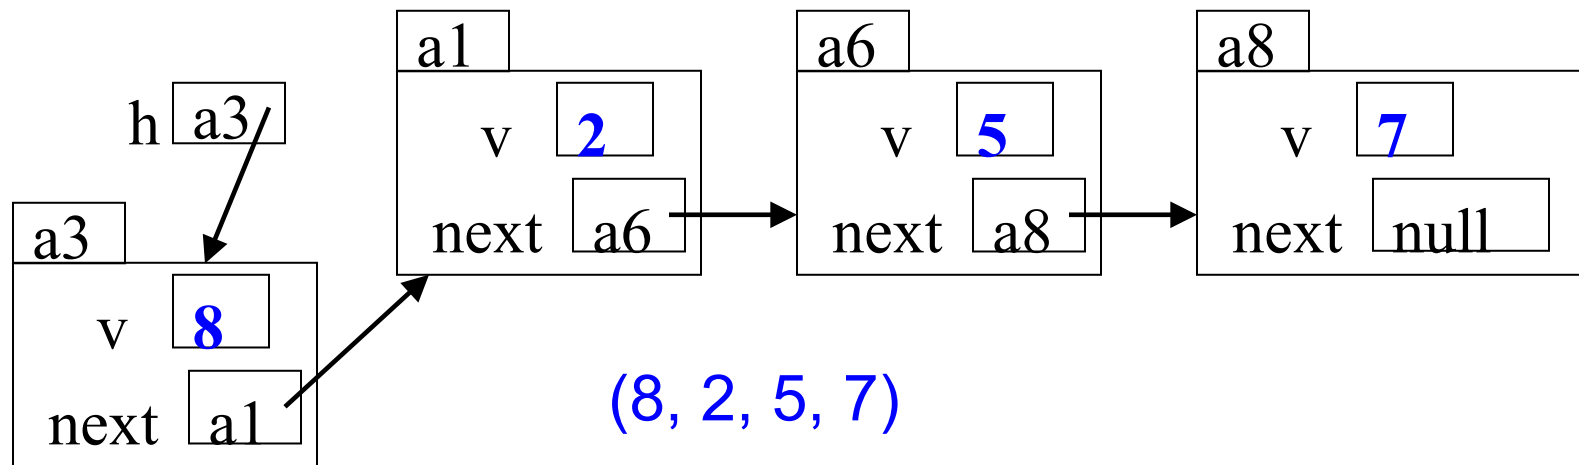 h a3
a3
v 8
next a1
a1
v 2
next a6
a6
v 5
next a8
a8
v 7
next null
(8, 2, 5, 7)